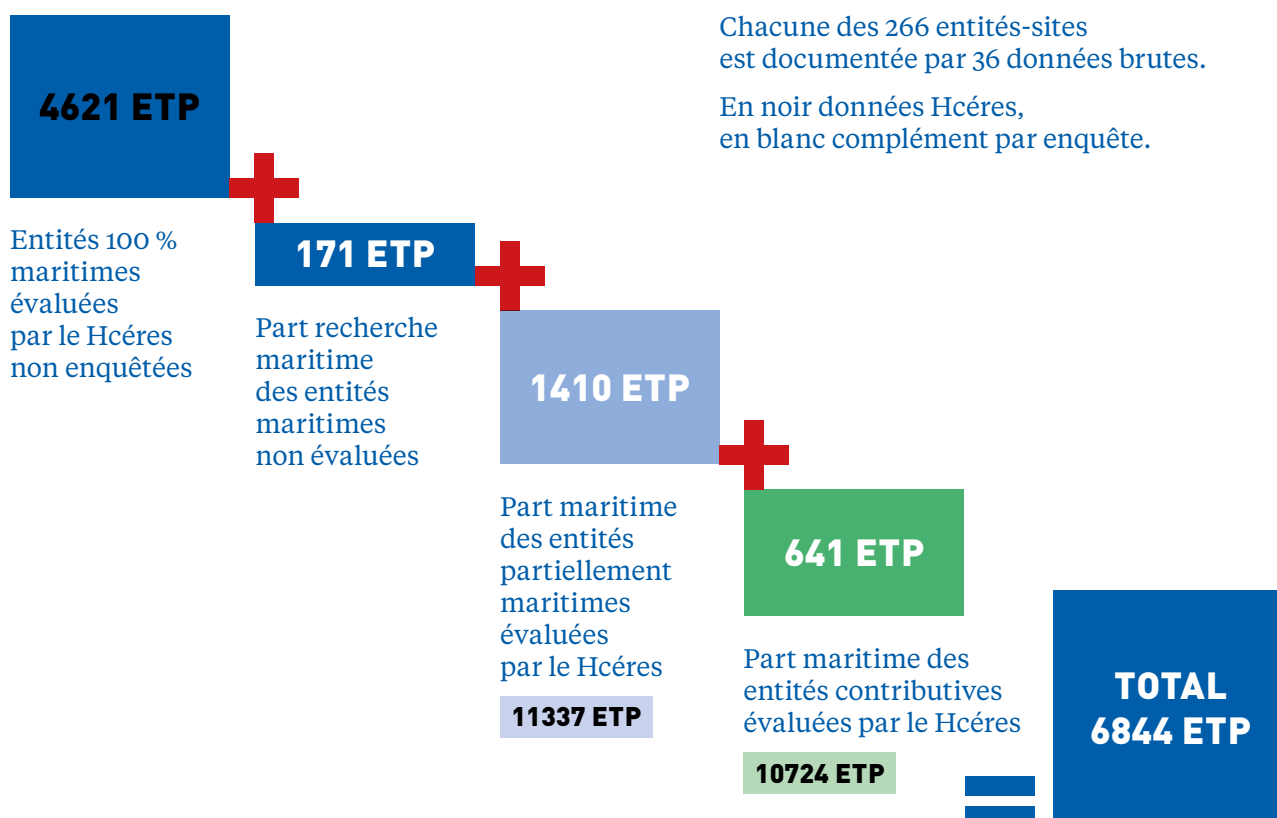 Chacune des 266 entités-sites
est documentée par 36 données brutes.
En noir données Hcéres,
en blanc complément par enquête.
4621 ETP
Entités 100 %
maritimes
évaluées
par le Hcéres
non enquêtées
171 ETP
Part recherche
maritime
des entités
maritimes
non évaluées
1410 ETP
Part maritime
des entités
partiellement
maritimes
évaluées
par le Hcéres
11337 ETP
641 ETP
Part maritime des
entités contributives
évaluées par le Hcéres
10724 ETP
TOTAL
6844 ETP